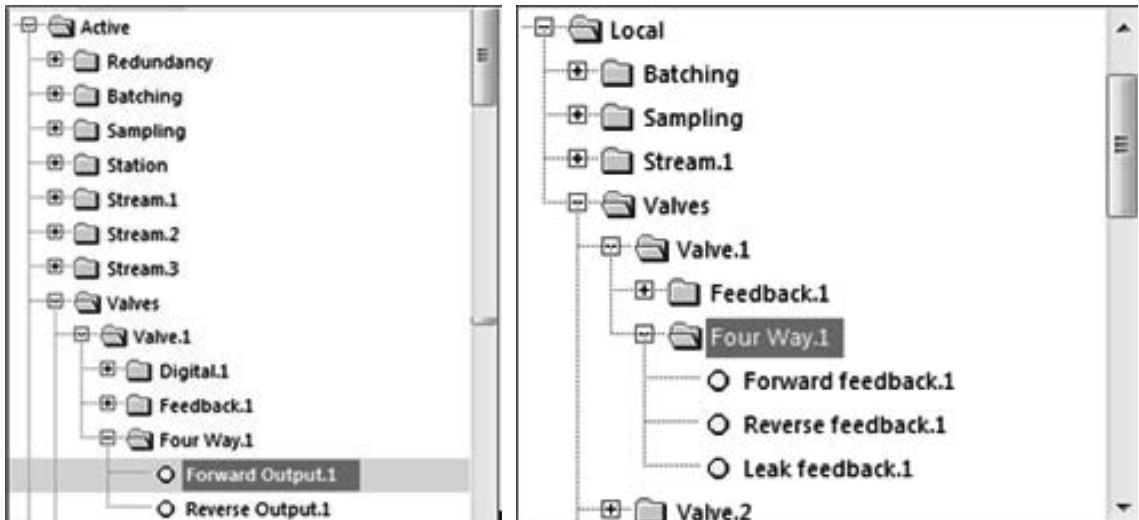 Active
Redundancy
Batching
Sampling
Station
Stream.1
Stream.2
Stream.3
Valves
Valve.1
Digital.1
Feedback.1
Four Way.1
Forward Output.1
Reverse Output.1
Local
Batching
Sampling
Stream.1
Valves
Valve.1
Feedback.1
Four Way.1
Forward feedback.1
Reverse feedback.1
Leak feedback.1
Valve.2